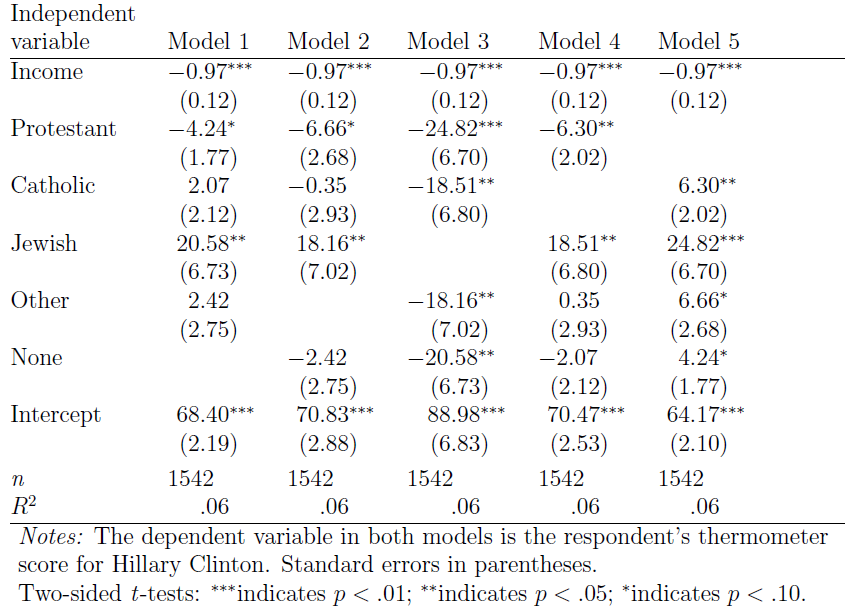 Independent
variable Model 1 Model 2 Model 3 Model 4 Model 5
Income −0.97*** −0.97*** −0.97*** −0.97*** −0.97***
(0.12) (0.12) (0.12) (0.12) (0.12)
Protestant −4.24* −6.66* −24.82*** −6.30**
(1.77) (2.68) (6.70) (2.02)
Catholic 2.07 −0.35 −18.51** 6.30**
(2.12) (2.93) (6.80) (2.02)
Jewish 20.58** 18.16** 18.51** 24.82***
(6.73) (7.02) (6.80) (6.70)
Other 2.42 −18.16** 0.35 6.66*
(2.75) (7.02) (2.93) (2.68)
None −2.42 −20.58** −2.07 4.24*
(2.75) (6.73) (2.12) (1.77)
Intercept 68.40*** 70.83*** 88.98*** 70.47*** 64.17***
(2.19) (2.88) (6.83) (2.53) (2.10)
n 1542 1542 1542 1542 1542
R² .06 .06 .06 .06 .06
Notes: The dependent variable in both models is the respondent's thermometer
score for Hillary Clinton. Standard errors in parentheses.
Two-sided t-tests: ***indicates p < .01; **indicates p < .05; *indicates p < .10.